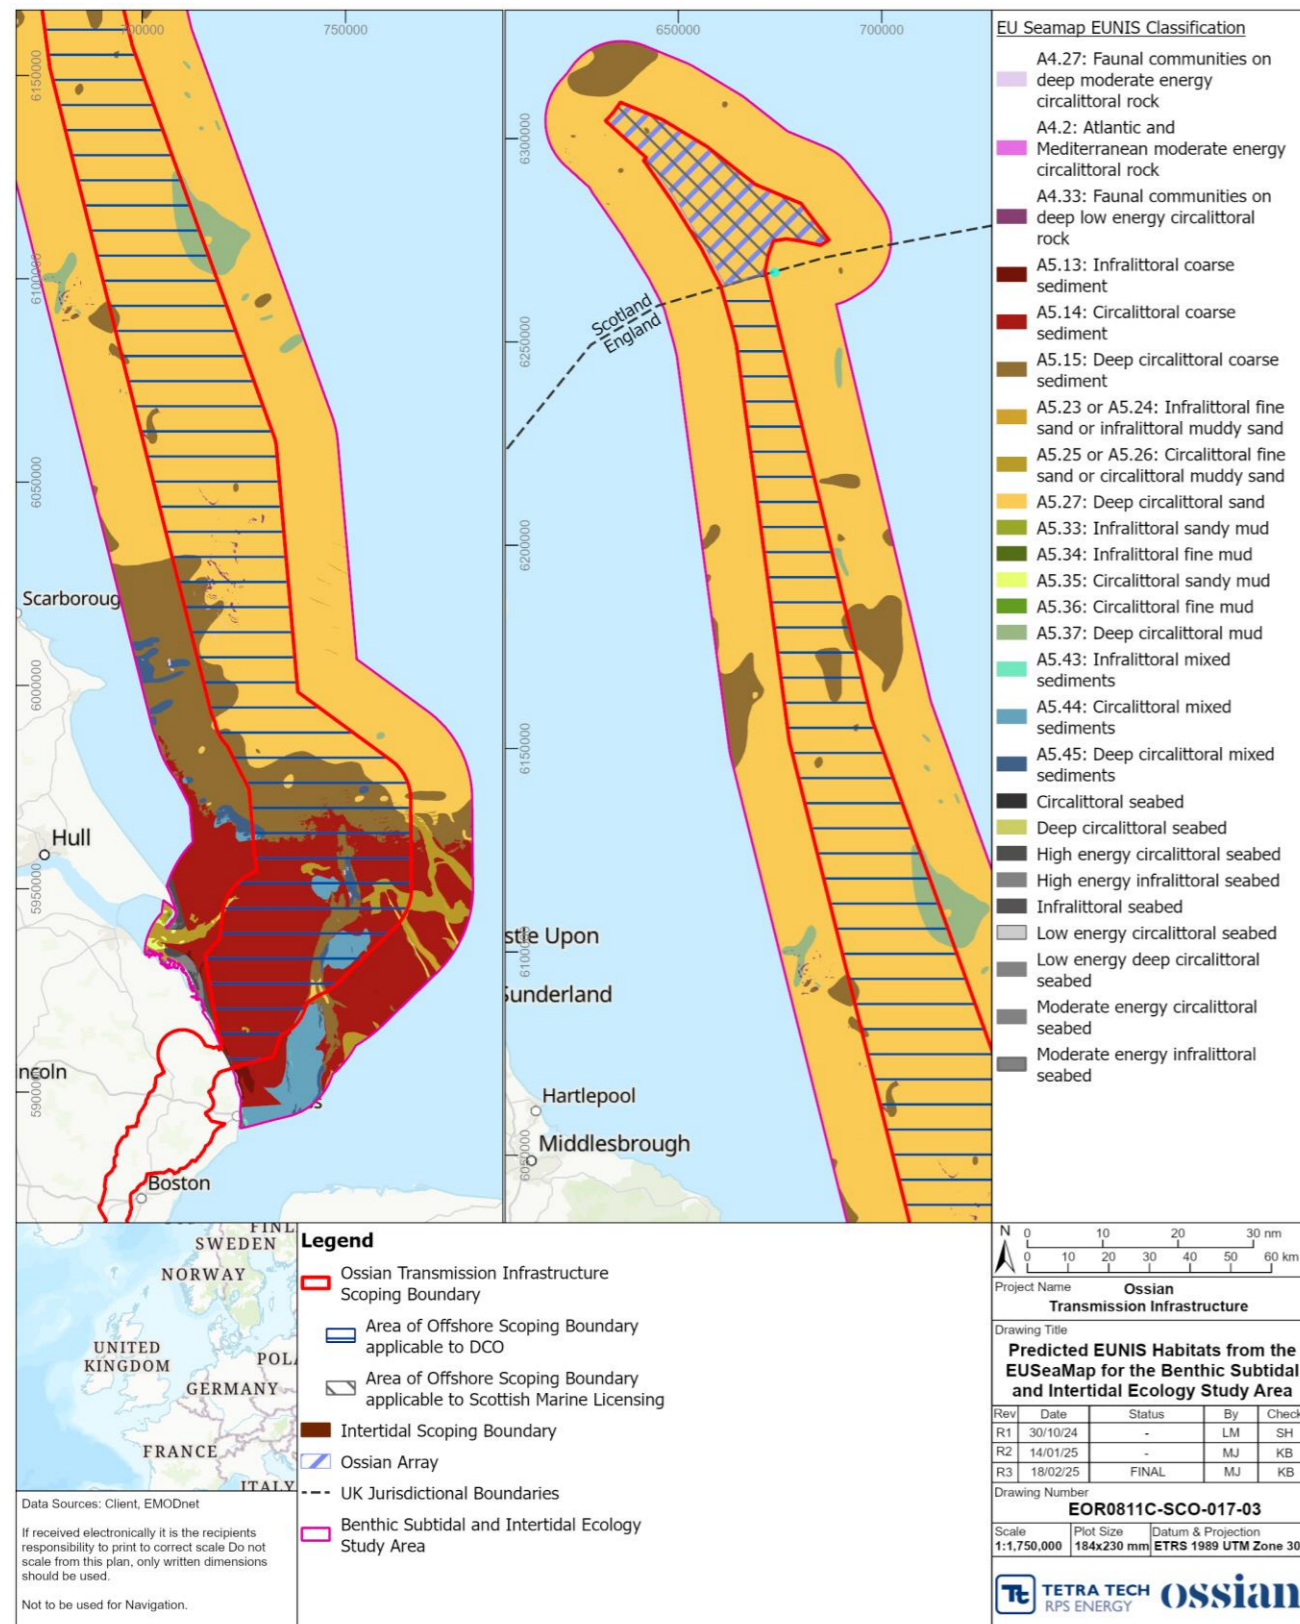 700000
750000
6150000
6100000
6050000
6000000
5950000
5900000
Scarboroug
Hull
ncoln
Boston
650000
700000
6300000
6250000
6200000
6150000
6100000
6050000
Scotland
England
stle Upon
Sunderland
Hartlepool
Middlesbrough
EU Seamap EUNIS Classification
A4.27: Faunal communities on
deep moderate energy
circalittoral rock
A4.2: Atlantic and
Mediterranean moderate energy
circalittoral rock
A4.33: Faunal communities on
deep low energy circalittoral
rock
A5.13: Infralittoral coarse
sediment
A5.14: Circalittoral coarse
sediment
A5.15: Deep circalittoral coarse
sediment
A5.23 or A5.24: Infralittoral fine
sand or infralittoral muddy sand
A5.25 or A5.26: Circalittoral fine
sand or circalittoral muddy sand
A5.27: Deep circalittoral sand
A5.33: Infralittoral sandy mud
A5.34: Infralittoral fine mud
A5.35: Circalittoral sandy mud
A5.36: Circalittoral fine mud
A5.37: Deep circalittoral mud
A5.43: Infralittoral mixed
sediments
A5.44: Circalittoral mixed
sediments
A5.45: Deep circalittoral mixed
sediments
Circalittoral seabed
Deep circalittoral seabed
High energy circalittoral seabed
High energy infralittoral seabed
Infralittoral seabed
Low energy circalittoral seabed
Low energy deep circalittoral
seabed
Moderate energy circalittoral
seabed
Moderate energy infralittoral
seabed
FINL
SWEDEN
NORWAY
UNITED
KINGDOM
POLA
GERMANY
FRANCE
ITALY
Data Sources: Client, EMODnet
If received electronically it is the recipients
responsibility to print to correct scale Do not
scale from this plan, only written dimensions
should be used.
Not to be used for Navigation.
Legend
Ossian Transmission Infrastructure
Scoping Boundary
Area of Offshore Scoping Boundary
applicable to DCO
Area of Offshore Scoping Boundary
applicable to Scottish Marine Licensing
Intertidal Scoping Boundary
Ossian Array
UK Jurisdictional Boundaries
Benthic Subtidal and Intertidal Ecology
Study Area
N
0 10 20 30 nm
0 10 20 30 40 50 60 km
Project Name Ossian
Transmission Infrastructure
Drawing Title
Predicted EUNIS Habitats from the
EUSeaMap for the Benthic Subtidal
and Intertidal Ecology Study Area
Rev Date Status By Check
R1 30/10/24 - LM SH
R2 14/01/25 - MJ KB
R3 18/02/25 FINAL MJ KB
Drawing Number
EOR0811C-SCO-017-03
Scale Plot Size Datum & Projection
1:1,750,000 184x230 mm ETRS 1989 UTM Zone 30
Tt TETRA TECH
RPS ENERGY
ossian